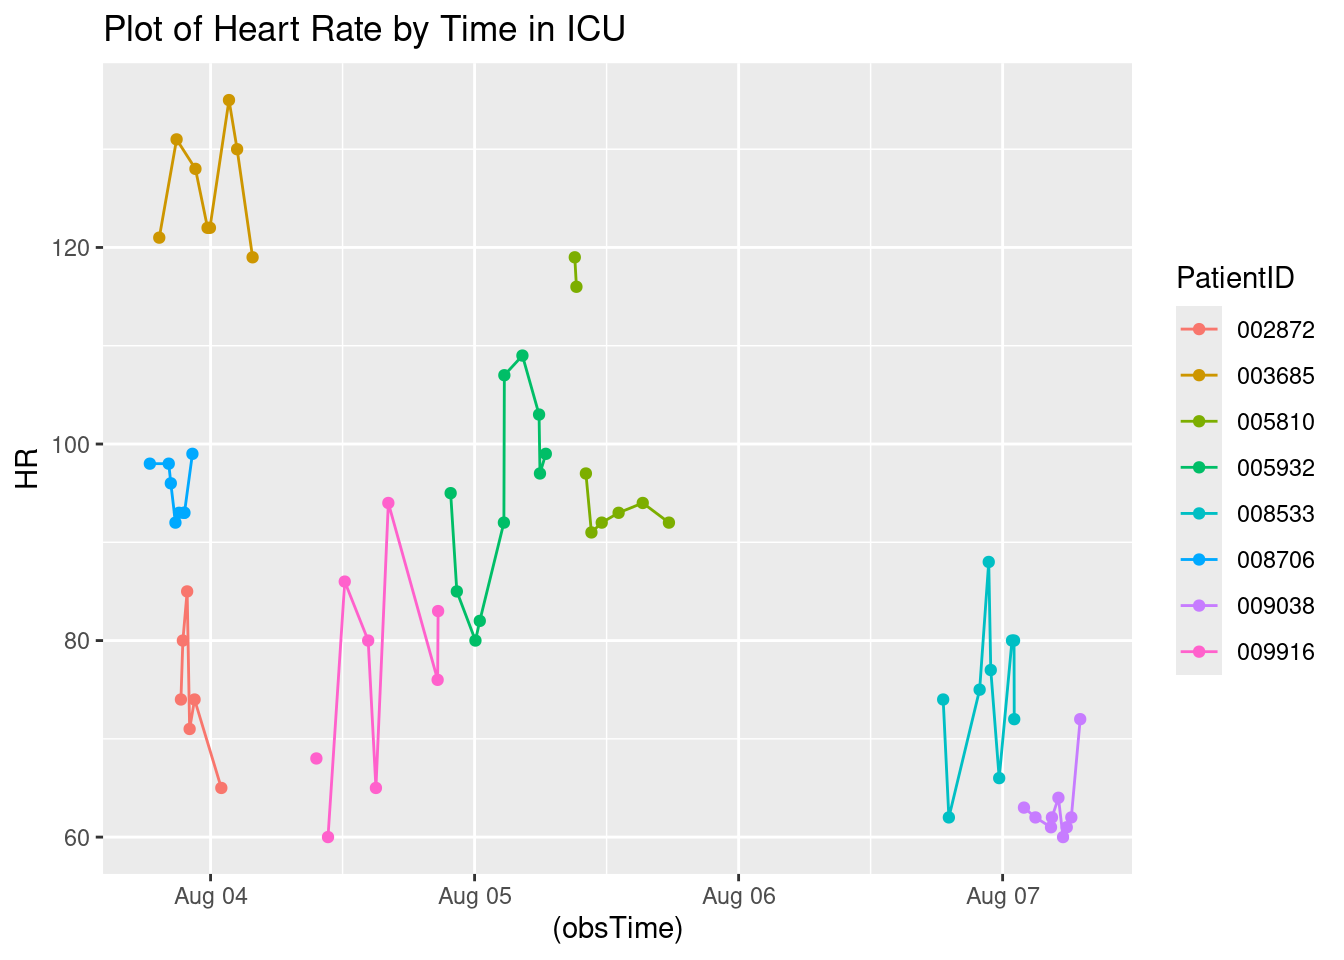 Plot of Heart Rate by Time in ICU
HR
120
100
80
60
Aug 04
Aug 05
Aug 06
Aug 07
(obsTime)
PatientID
002872
003685
005810
005932
008533
008706
009038
009916